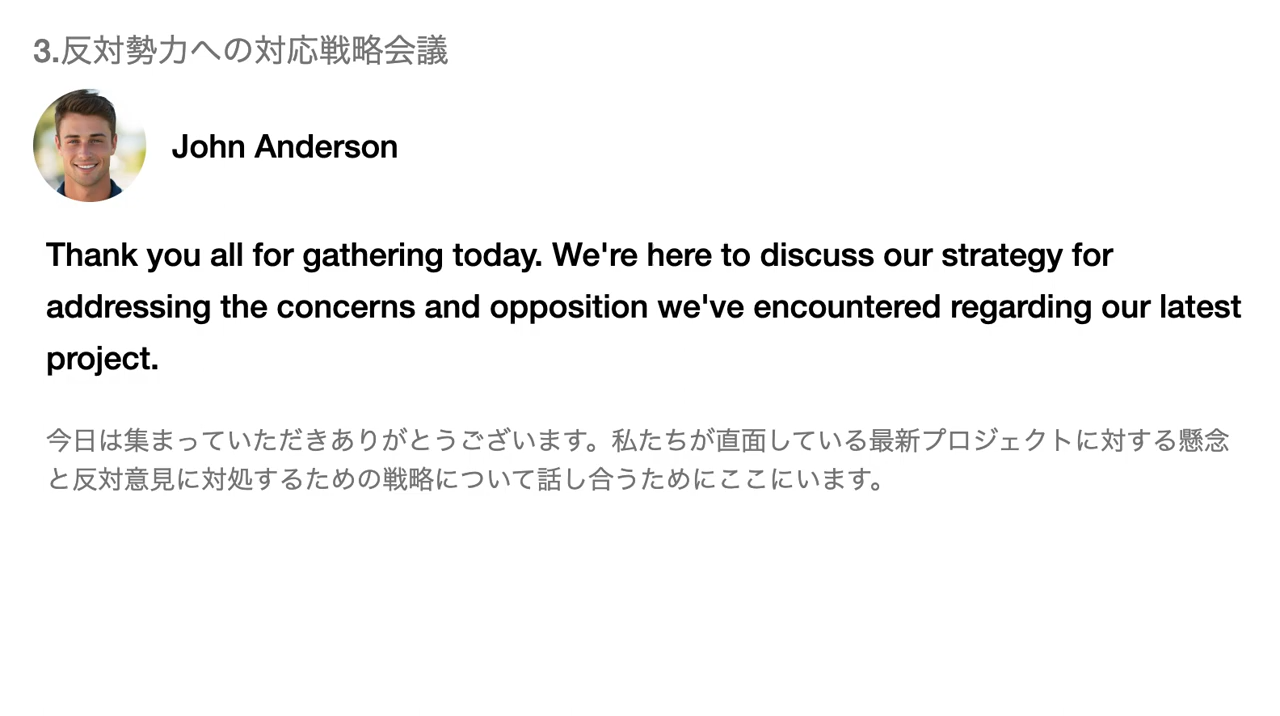 3.反対勢力への対応戦略会議
John Anderson
Thank you all for gathering today. We're here to discuss our strategy for
addressing the concerns and opposition we've encountered regarding our latest
project.
今日は集まっていただきありがとうございます。私たちが直面している最新プロジェクトに対する懸念
と反対意見に対処するための戦略について話し合うためにここにいます。